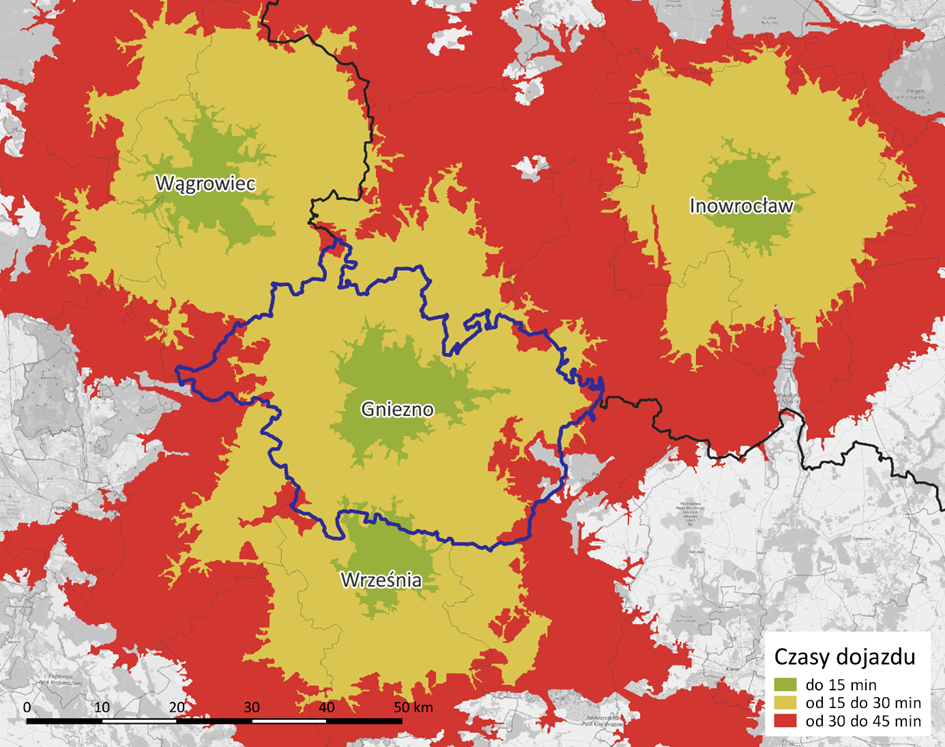 Wągrowiec
Inowrocław
Gniezno
Września
0 10 20 30 40 50 km
Czasy dojazdu
do 15 min
od 15 do 30 min
od 30 do 45 min